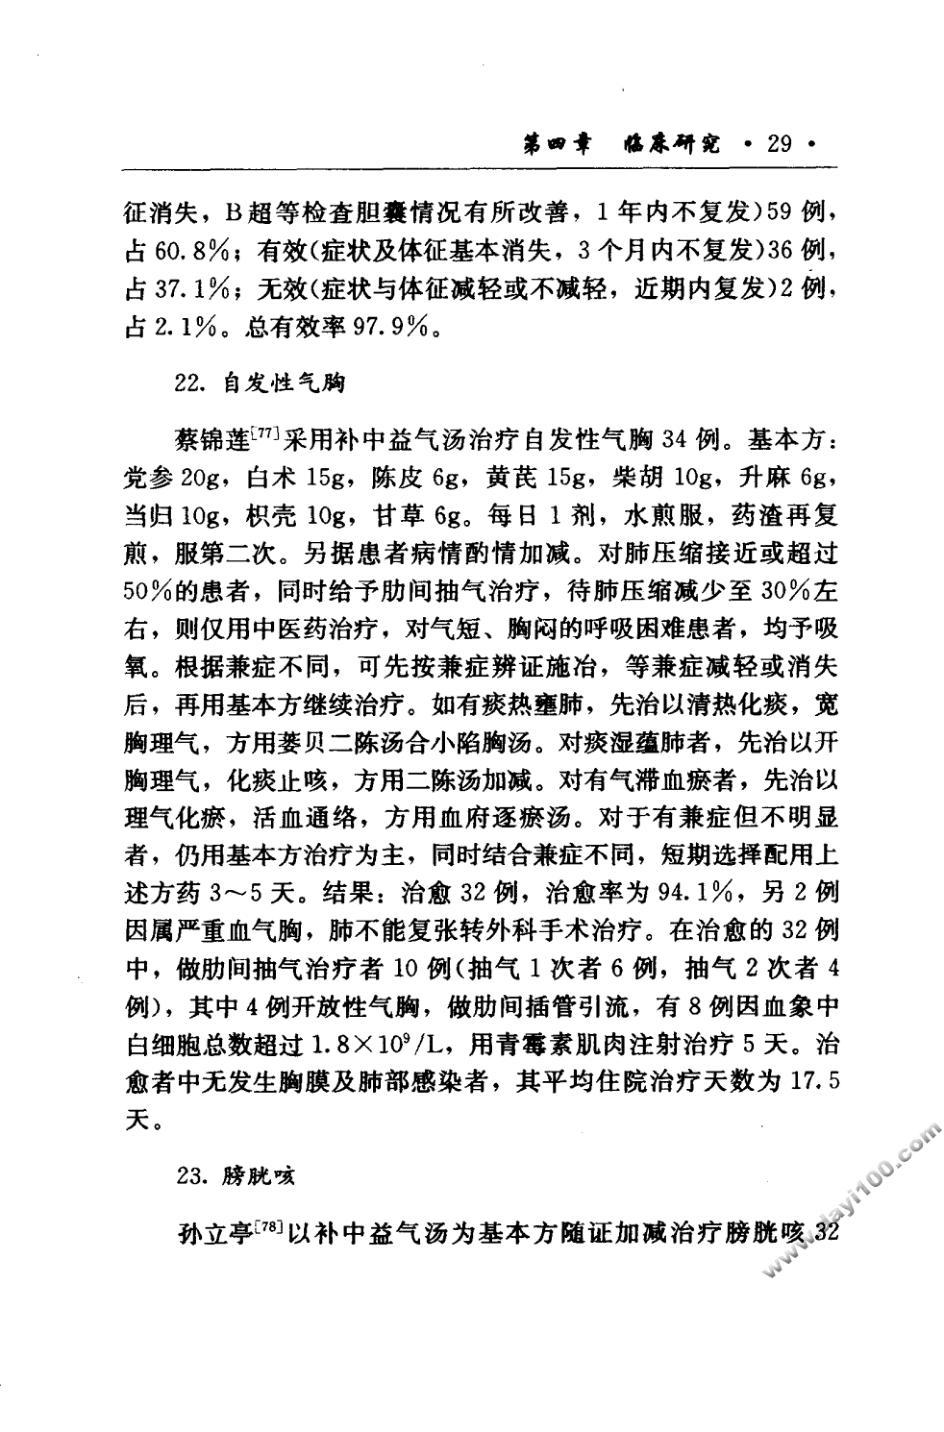 第四章　临床研究 · 29 ·
征消失，B超等检查胆囊情况有所改善，1年内不复发)59例，
占60.8%；有效(症状及体征基本消失，3个月内不复发)36例，
占37.1%；无效(症状与体征减轻或不减轻，近期内复发)2例，
占2.1%。总有效率97.9%。
22. 自发性气胸
蔡锦莲[77]采用补中益气汤治疗自发性气胸34例。基本方：
党参20g，白术15g，陈皮6g，黄芪15g，柴胡10g，升麻6g，
当归10g，枳壳10g，甘草6g。每日1剂，水煎服，药渣再复
煎，服第二次。另据患者病情酌情加减。对肺压缩接近或超过
50%的患者，同时给予肋间抽气治疗，待肺压缩减少至30%左
右，则仅用中医药治疗，对气短、胸闷的呼吸困难患者，均予吸
氧。根据兼症不同，可先按兼症辨证施冶，等兼症减轻或消失
后，再用基本方继续治疗。如有痰热壅肺，先治以清热化痰，宽
胸理气，方用蒌贝二陈汤合小陷胸汤。对痰湿蕴肺者，先治以开
胸理气，化痰止咳，方用二陈汤加减。对有气滞血瘀者，先治以
理气化瘀，活血通络，方用血府逐瘀汤。对于有兼症但不明显
者，仍用基本方治疗为主，同时结合兼症不同，短期选择配用上
述方药3～5天。结果：治愈32例，治愈率为94.1%，另2例
因属严重血气胸，肺不能复张转外科手术治疗。在治愈的32例
中，做肋间抽气治疗者10例(抽气1次者6例，抽气2次者4
例)，其中4例开放性气胸，做肋间插管引流，有8例因血象中
白细胞总数超过1.8×10⁹/L，用青霉素肌肉注射治疗5天。治
愈者中无发生胸膜及肺部感染者，其平均住院治疗天数为17.5
天。
23. 膀胱咳
孙立亭[78]以补中益气汤为基本方随证加减治疗膀胱咳32
www.dayi100.com